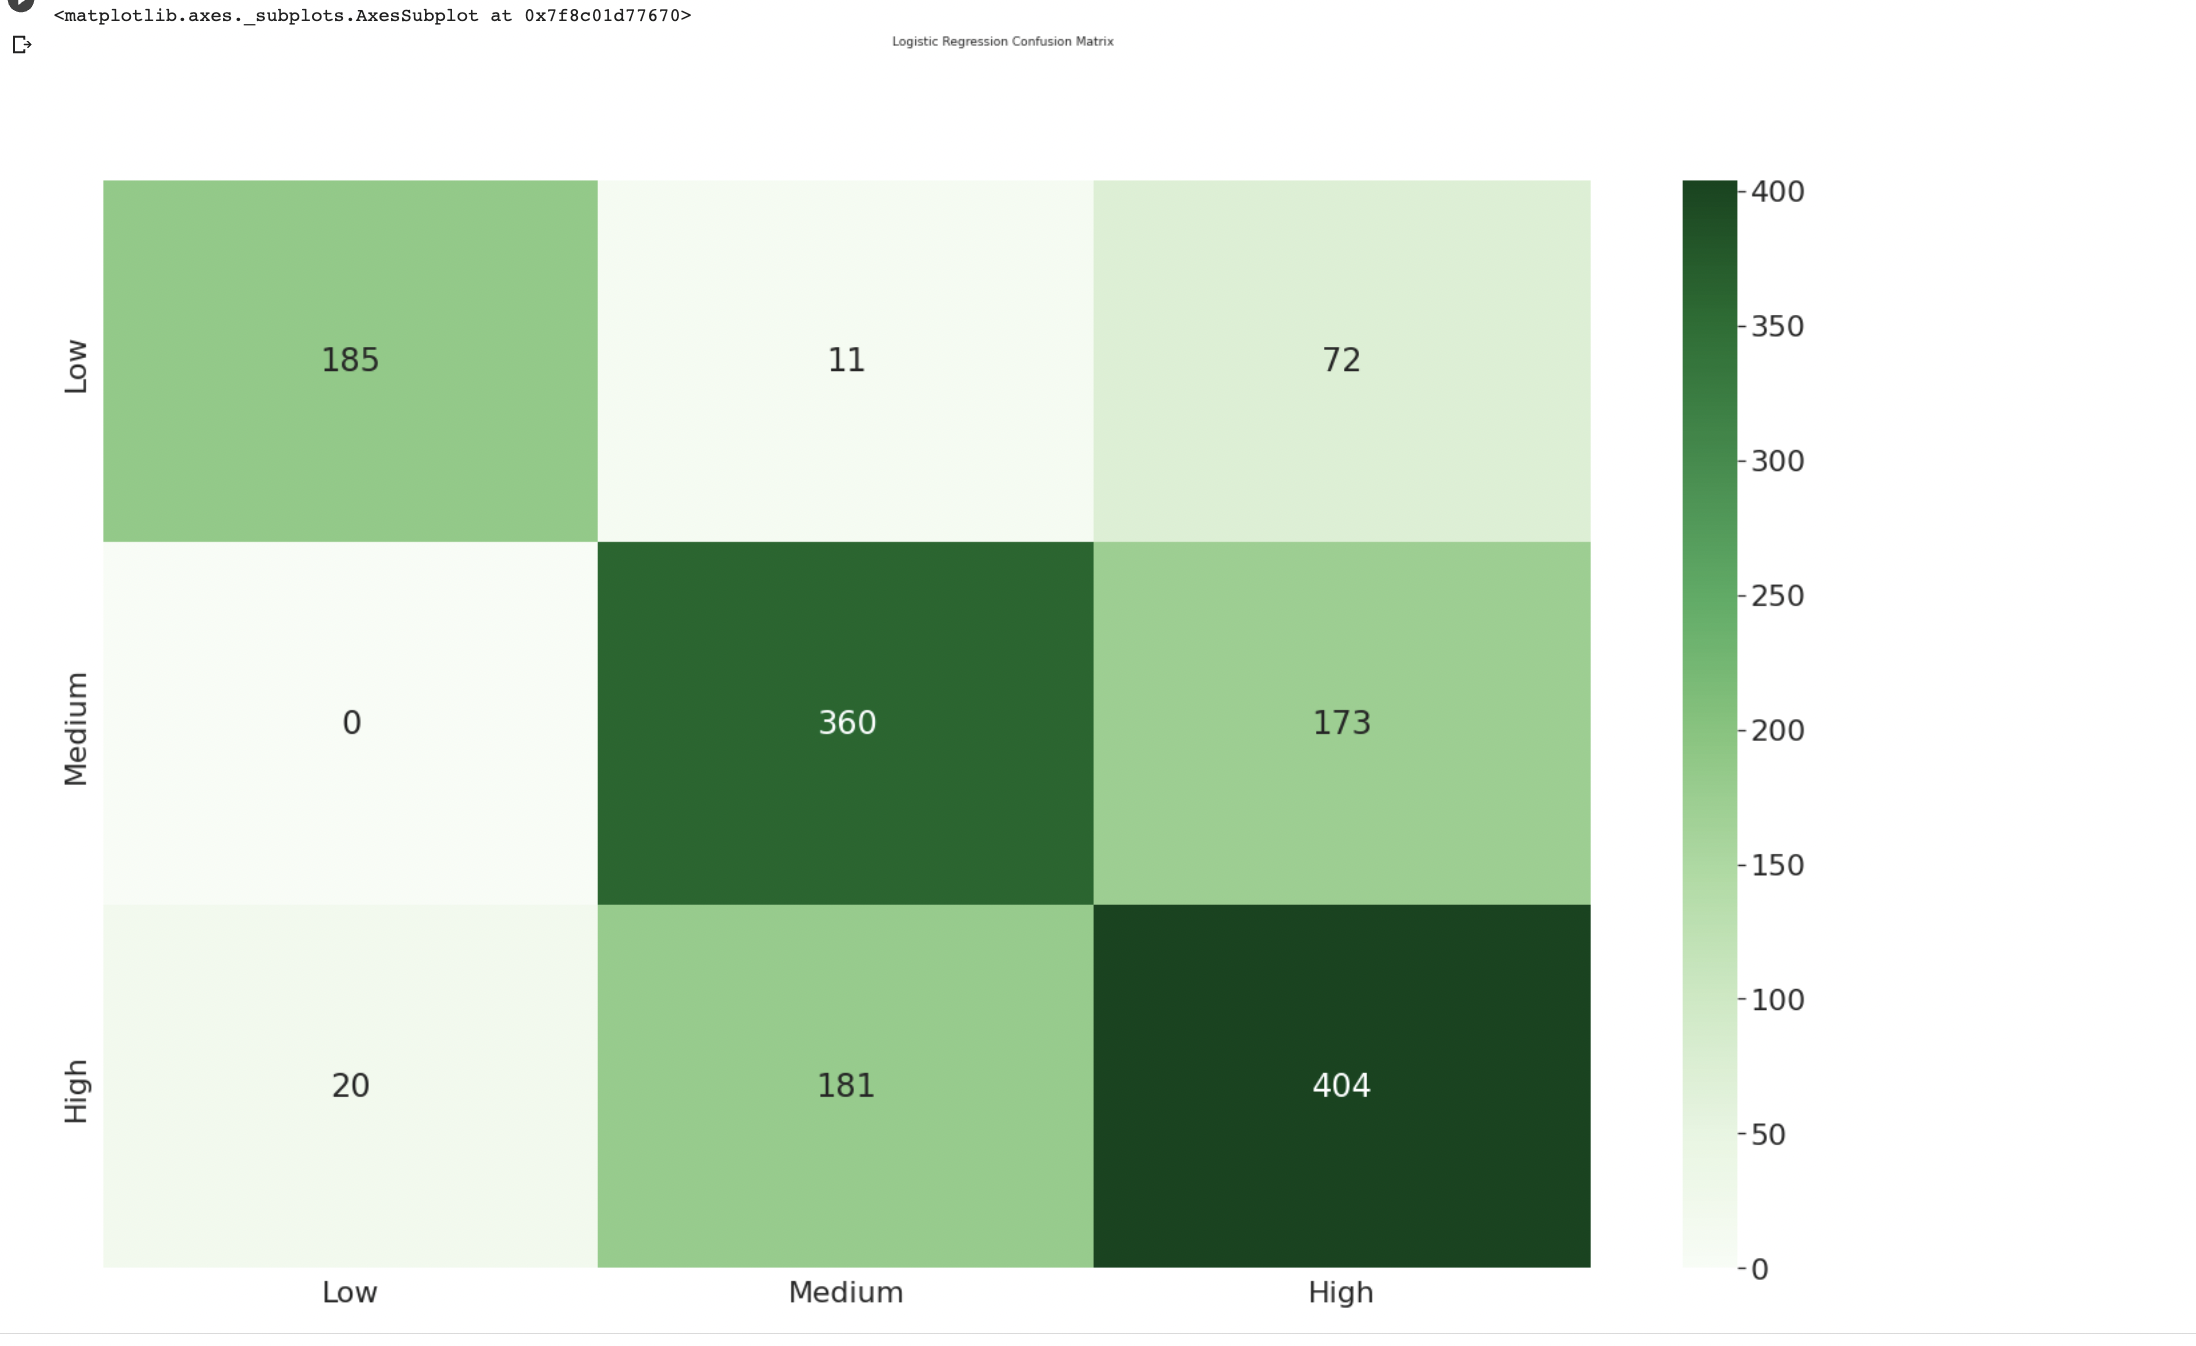 <matplotlib.axes._subplots.AxesSubplot at 0x7f8c01d77670>
Logistic Regression Confusion Matrix
Low
185
11
72
Medium
0
360
173
High
20
181
404
Low
Medium
High
400
350
300
250
200
150
100
50
0